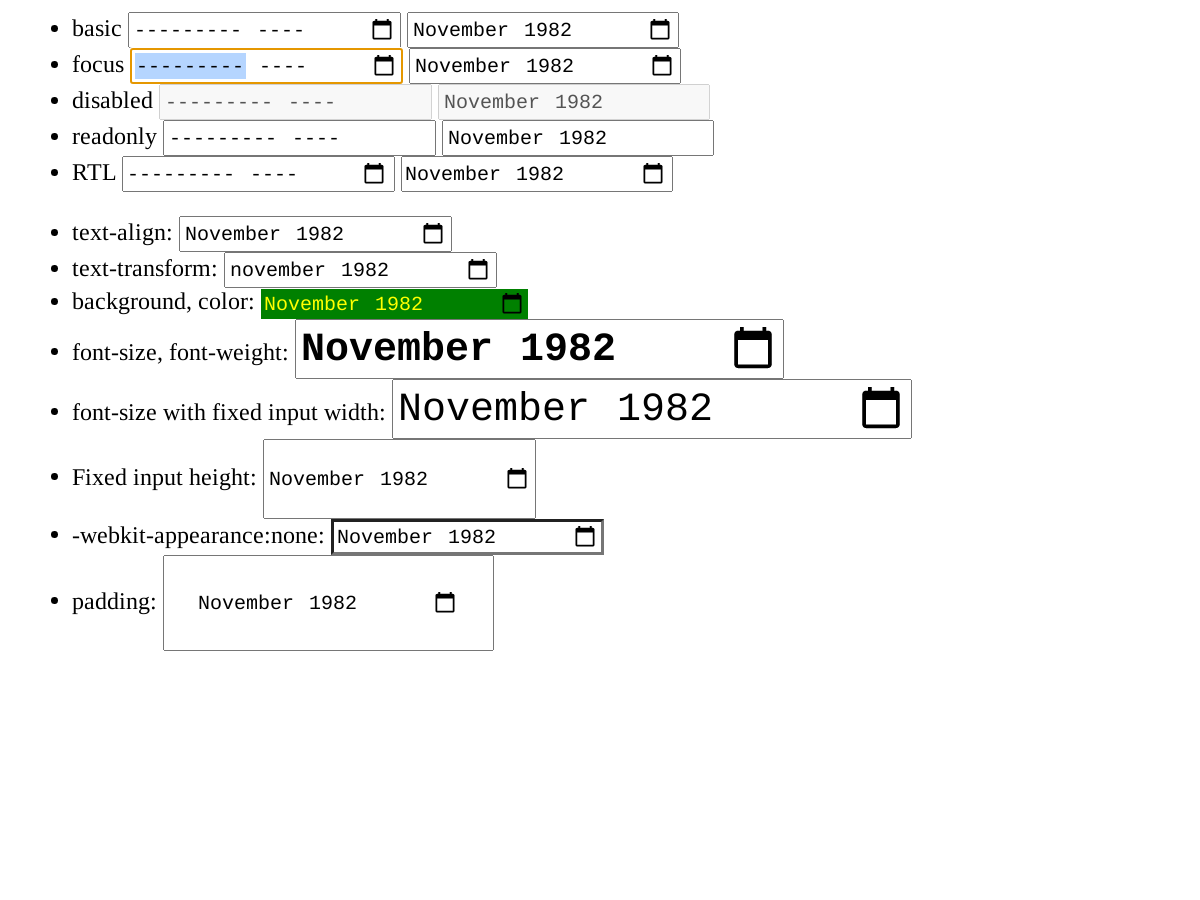 basic --------- ---- November 1982
focus --------- ---- November 1982
disabled --------- ---- November 1982
readonly --------- ---- November 1982
RTL --------- ---- November 1982
text-align: November 1982
text-transform: november 1982
background, color: November 1982
font-size, font-weight: November 1982
font-size with fixed input width: November 1982
Fixed input height: November 1982
-webkit-appearance:none: November 1982
padding: November 1982